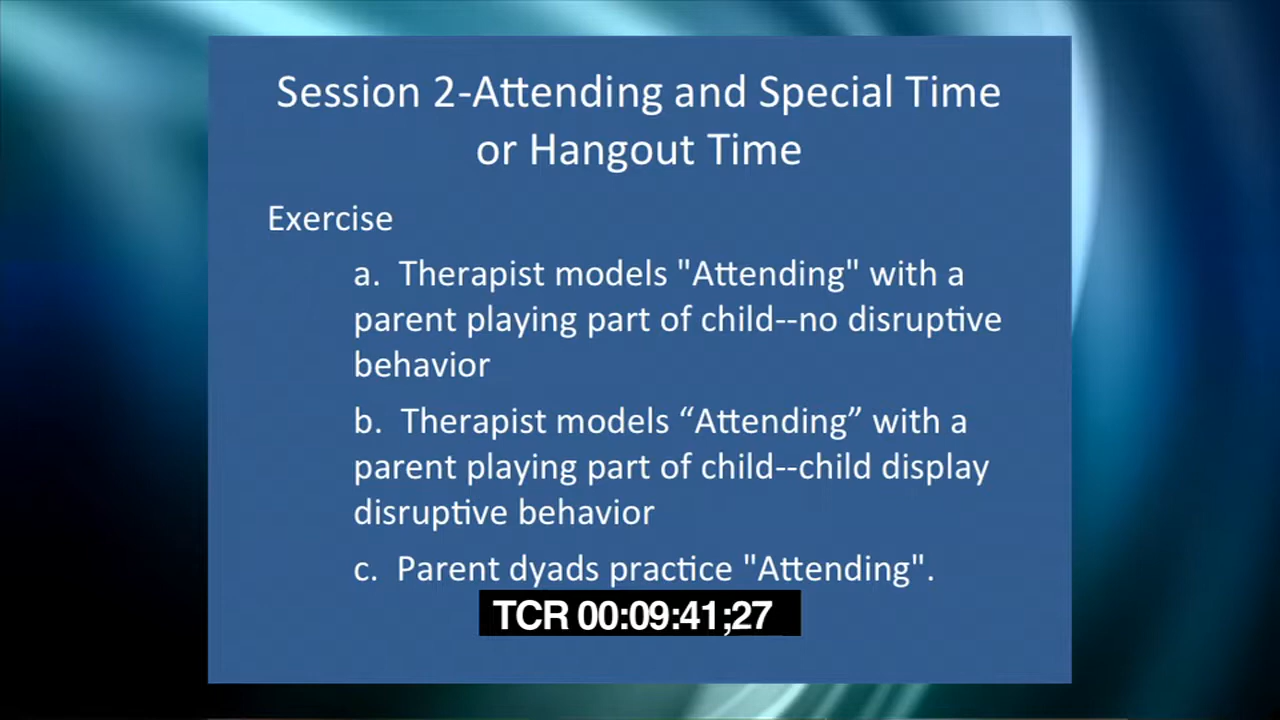 Session 2-Attending and Special Time
or Hangout Time
Exercise
a. Therapist models "Attending" with a
parent playing part of child--no disruptive
behavior
b. Therapist models “Attending” with a
parent playing part of child--child display
disruptive behavior
c. Parent dyads practice "Attending".
TCR 00:09:41;27